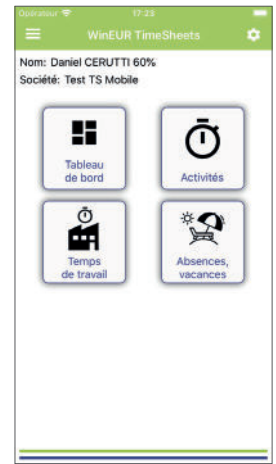 Opérateur 17:23
WinEUR TimeSheets
Nom: Daniel CERUTTI 60%
Société: Test TS Mobile
Tableau
de bord
Activités
Temps
de travail
Absences,
vacances